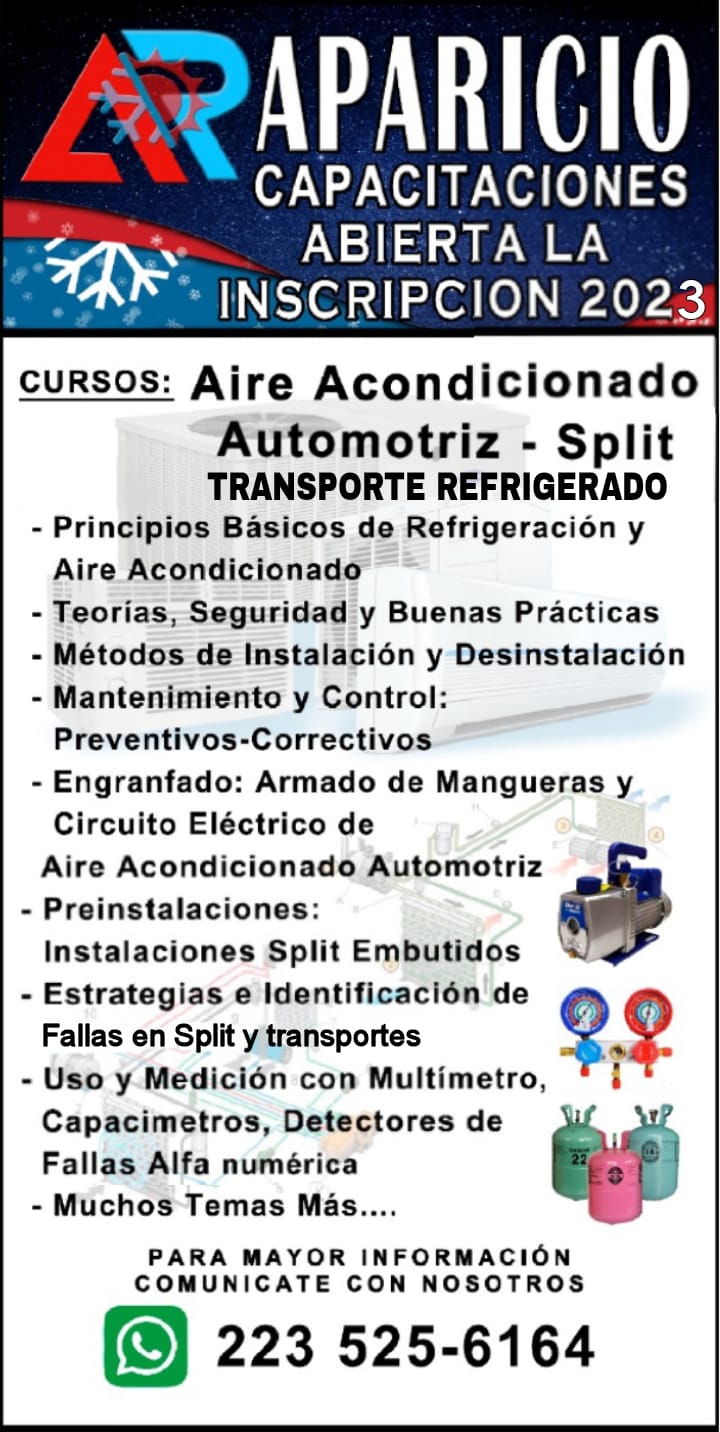 AR APARICIO
CAPACITACIONES
ABIERTA LA
INSCRIPCION 2023
CURSOS: Aire Acondicionado
Automotriz - Split
TRANSPORTE REFRIGERADO
- Principios Básicos de Refrigeración y
Aire Acondicionado
- Teorías, Seguridad y Buenas Prácticas
- Métodos de Instalación y Desinstalación
- Mantenimiento y Control:
Preventivos-Correctivos
- Engranfado: Armado de Mangueras y
Circuito Eléctrico de
Aire Acondicionado Automotriz
- Preinstalaciones:
Instalaciones Split Embutidos
- Estrategias e Identificación de
Fallas en Split y transportes
- Uso y Medición con Multímetro,
Capacimetros, Detectores de
Fallas Alfa numérica
- Muchos Temas Más....
22
PARA MAYOR INFORMACIÓN
COMUNICATE CON NOSOTROS
223 525-6164